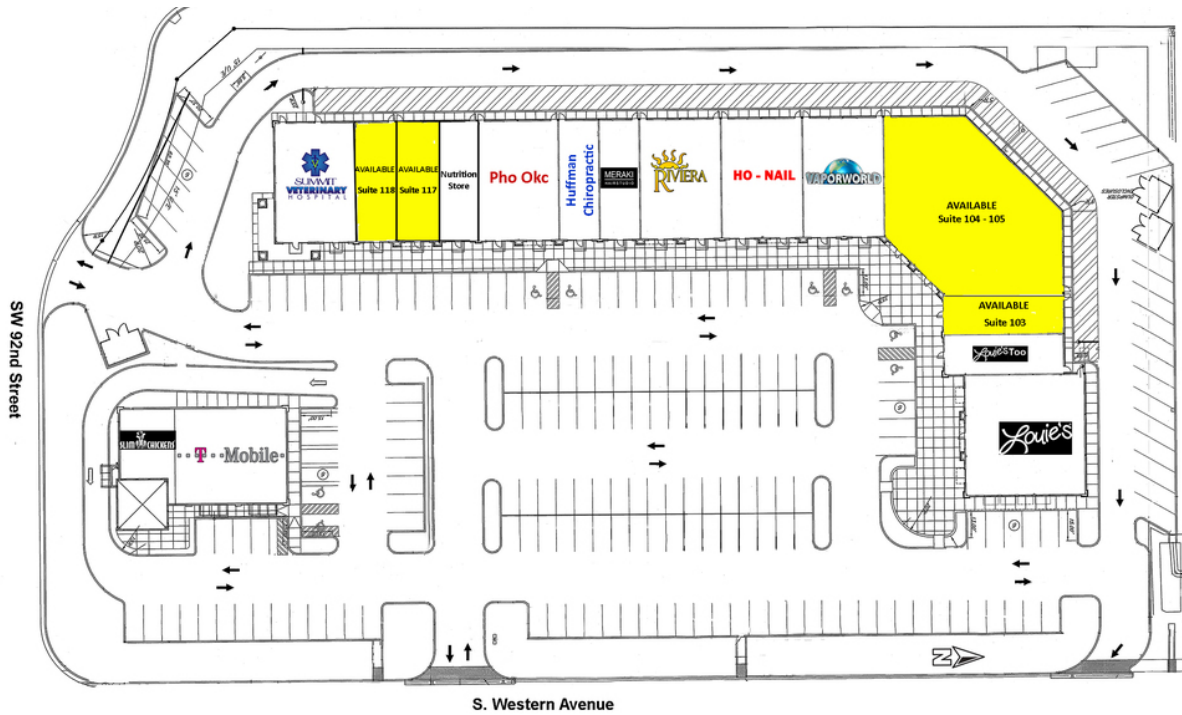 SUMMIT
VETERINARY
HOSPITAL
AVAILABLE
Suite 118
AVAILABLE
Suite 117
Nutrition
Store
Pho Okc
Huffman
Chiropractic
MERAKI
RIVIERA
HO - NAIL
VAPORWORLD
AVAILABLE
Suite 104 - 105
AVAILABLE
Suite 103
Louie's Too
Louie's
SLIM CHICKENS
T Mobile
SW 92nd Street
N
S. Western Avenue